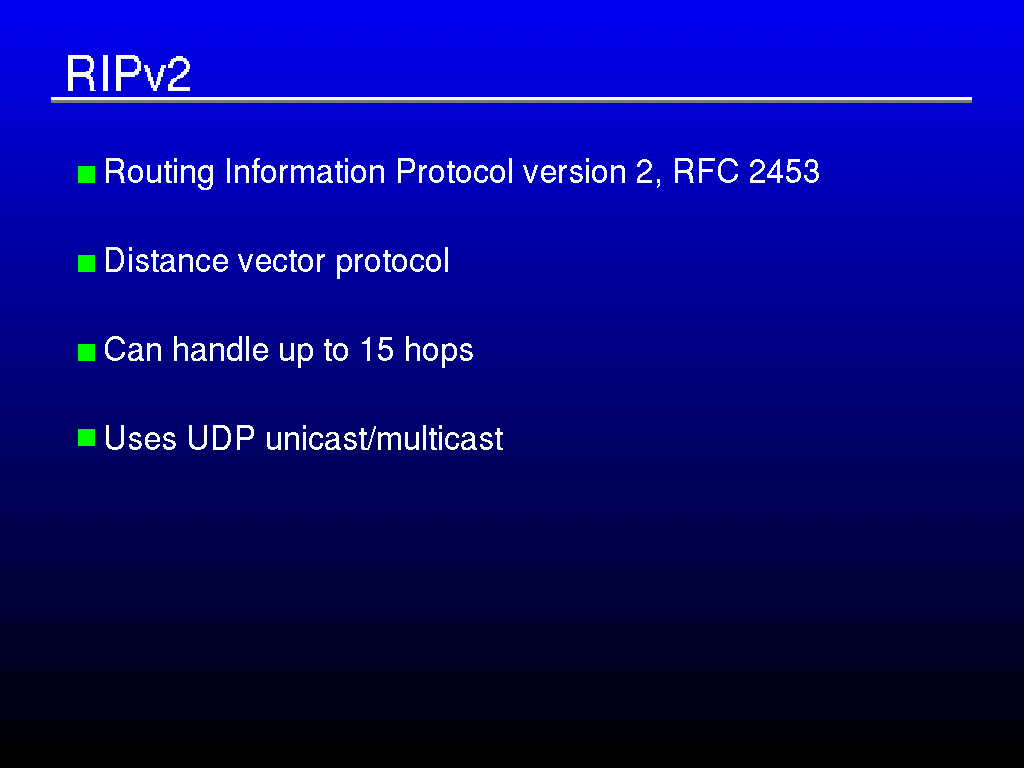 RIPv2
Routing Information Protocol version 2, RFC 2453
Distance vector protocol
Can handle up to 15 hops
Uses UDP unicast/multicast